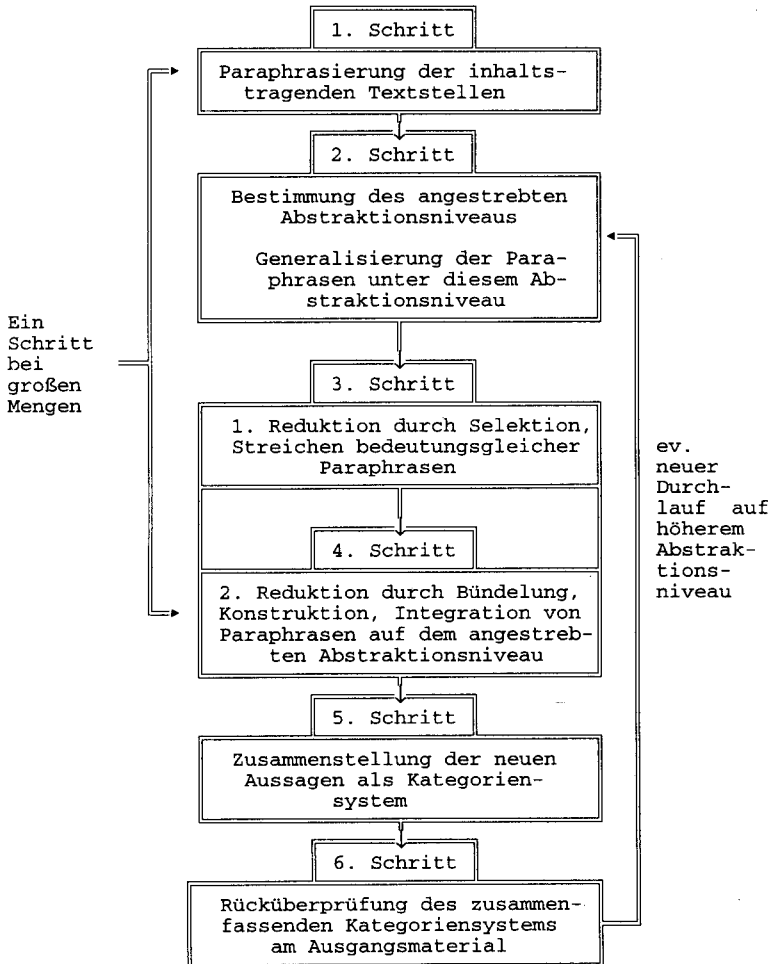 1. Schritt
Paraphrasierung der inhalts-
tragenden Textstellen
2. Schritt
Bestimmung des angestrebten
Abstraktionsniveaus
Generalisierung der Para-
phrasen unter diesem Ab-
straktionsniveau
Ein
Schritt
bei
großen
Mengen
3. Schritt
1. Reduktion durch Selektion,
Streichen bedeutungsgleicher
Paraphrasen
ev.
neuer
Durch-
lauf auf
höherem
Abstrak-
tions-
niveau
4. Schritt
2. Reduktion durch Bündelung,
Konstruktion, Integration von
Paraphrasen auf dem angestreb-
ten Abstraktionsniveau
5. Schritt
Zusammenstellung der neuen
Aussagen als Kategorien-
system
6. Schritt
Rücküberprüfung des zusammen-
fassenden Kategoriensystems
am Ausgangsmaterial